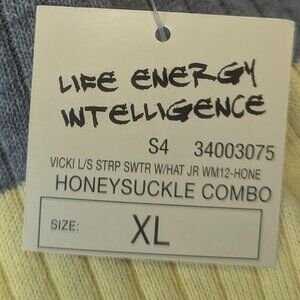 LIFE ENERGY
INTELLIGENCE
S4 34003075
VICKI L/S STRP SWTR W/HAT JR WM12-HONE
HONEYSUCKLE COMBO
SIZE: XL